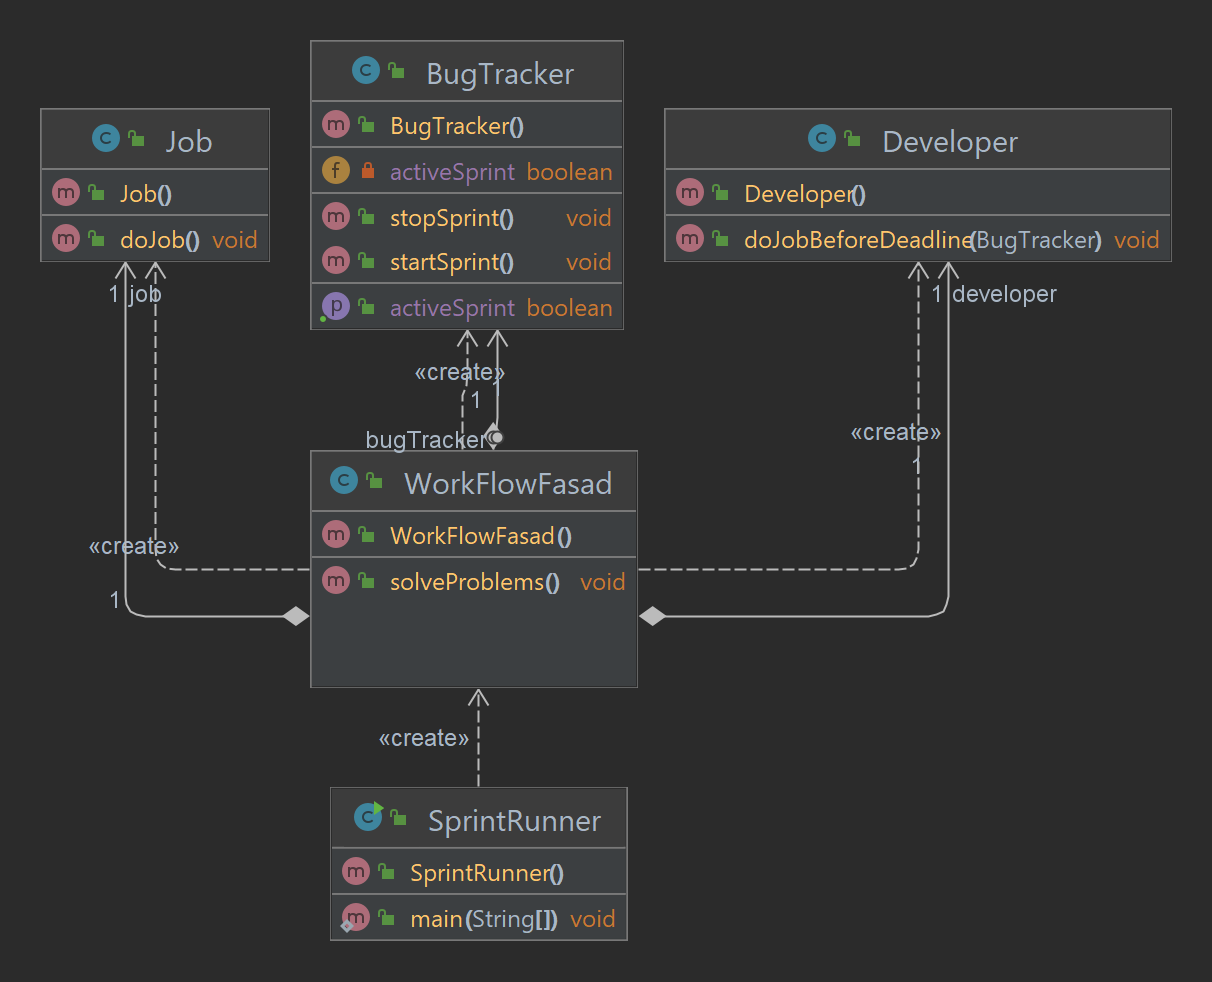 Job
Job()
doJob() void
BugTracker
BugTracker()
activeSprint boolean
stopSprint() void
startSprint() void
activeSprint boolean
Developer
Developer()
doJobBeforeDeadline(BugTracker) void
1 job
1 developer
«create»
1
1
bugTracker
«create»
1
«create»
1
WorkFlowFasad
WorkFlowFasad()
solveProblems() void
«create»
SprintRunner
SprintRunner()
main(String[]) void